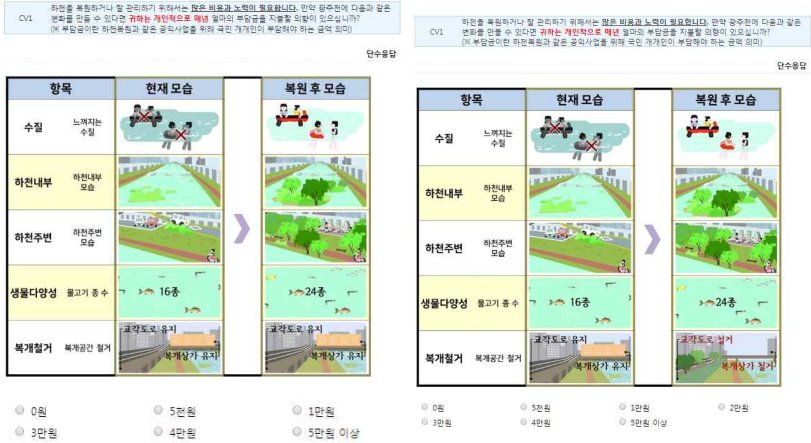 CV1
하천을 복원하거나 잘 관리하기 위해서는 많은 비용과 노력이 필요합니다. 만약 광주천에 다음과 같은
변화를 만들 수 있다면 귀하는 개인적으로 매년 얼마의 부담금을 지불할 의향이 있으십니까?
(※ 부담금이란 하천복원과 같은 공익사업을 위해 국민 개개인이 부담해야 하는 금액 의미)
단수응답
항목 현재 모습 복원 후 모습
수질 느껴지는
수질
하천내부 하천내부
모습
하천주변 하천주변
모습
생물다양성 물고기 종 수 16종 24종
복개철거 복개공간 철거
교각도로 유지 교각도로 유지
복개상가 유지 복개상가 유지
0원 5천원 1만원
3만원 4만원 5만원 이상
CV1
하천을 복원하거나 잘 관리하기 위해서는 많은 비용과 노력이 필요합니다. 만약 광주천에 다음과 같은
변화를 만들 수 있다면 귀하는 개인적으로 매년 얼마의 부담금을 지불할 의향이 있으십니까?
(※ 부담금이란 하천복원과 같은 공익사업을 위해 국민 개개인이 부담해야 하는 금액 의미)
단수응답
항목 현재 모습 복원 후 모습
수질 느껴지는
수질
하천내부 하천내부
모습
하천주변 하천주변
모습
생물다양성 물고기 종 수 16종 24종
복개철거 복개공간 철거
교각도로 유지 교각도로 철거
복개상가 유지 복개상가 철거
0원 5천원 1만원 2만원
3만원 4만원 5만원 이상